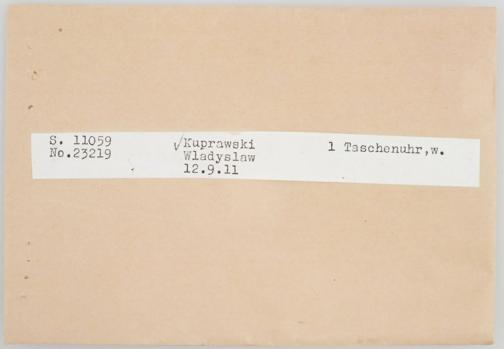 S. 11059 Kuprawski 1 Taschenuhr,w.
No.23219 Wladyslaw
12.9.11